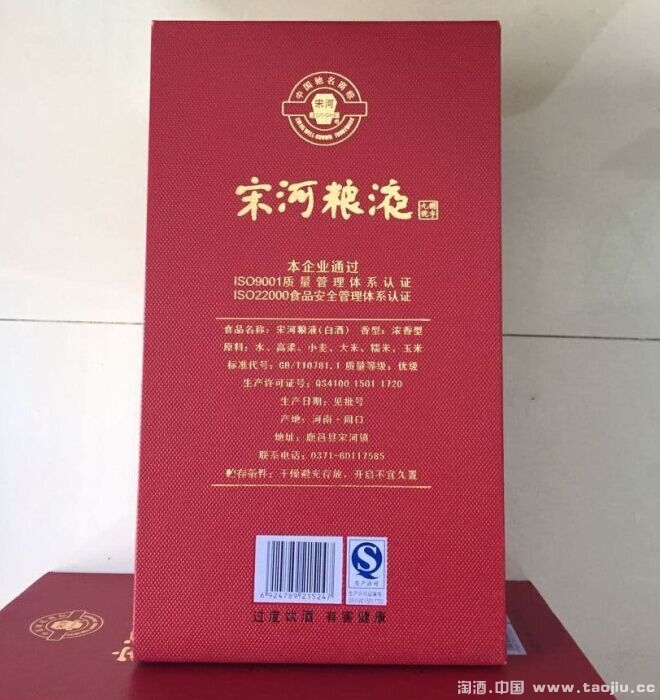 中国驰名商标
宋河
CHINA WELL-KNOWN TRADEMARK
宋河粮液
本企业通过
ISO9001质量管理体系认证
ISO22000食品安全管理体系认证
食品名称：宋河粮液(白酒) 香型：浓香型
原料：水、高粱、小麦、大米、糯米、玉米
标准代号：GB/T10781.1 质量等级：优级
生产许可证号：QS4100 1501 1720
生产日期：见批号
产地：河南·周口
地址：鹿邑县宋河镇
联系电话：0371-60117585
贮存条件：干燥避光存放，开启不宜久置
6 924769 215247
生产许可
过度饮酒 有害健康
淘酒.中国 www.taojiu.cc